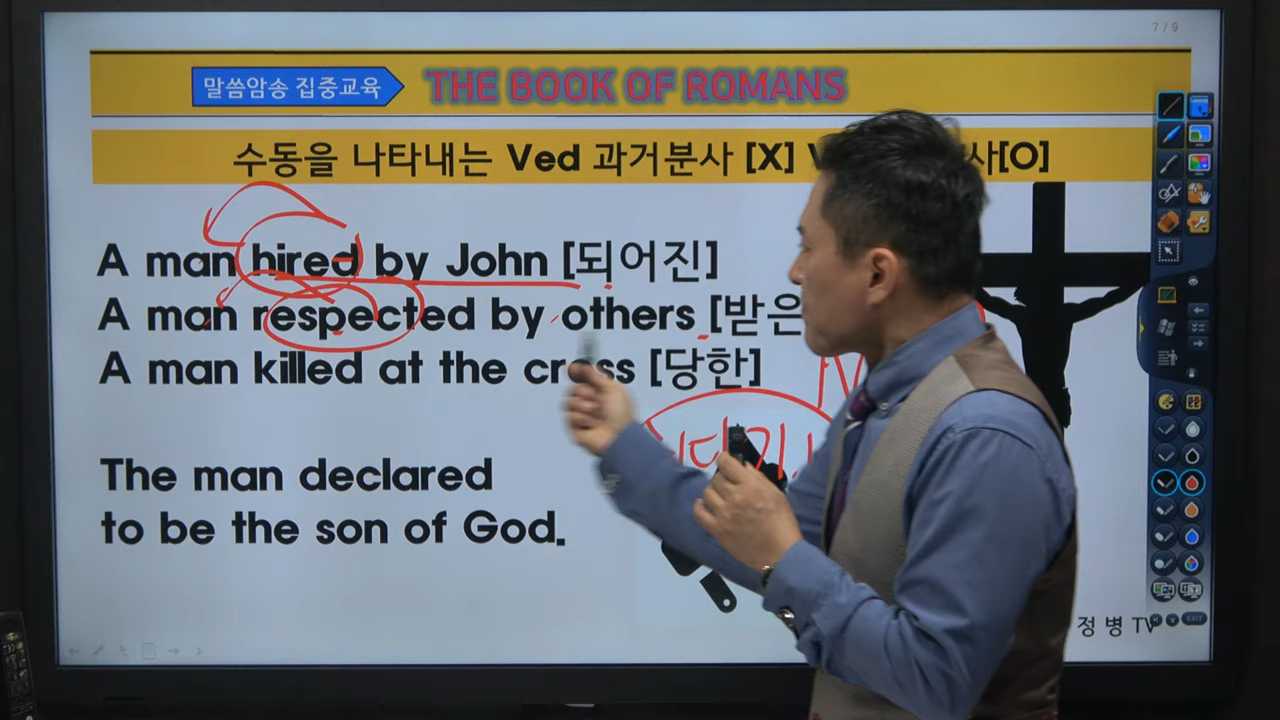 7 / 9
말씀암송 집중교육
THE BOOK OF ROMANS
수동을 나타내는 Ved 과거분사 [X] [O]
A man hired by John [되어진]
A man respected by others [받은
A man killed at the cross [당한]
The man declared
to be the son of God.
정 병 TV